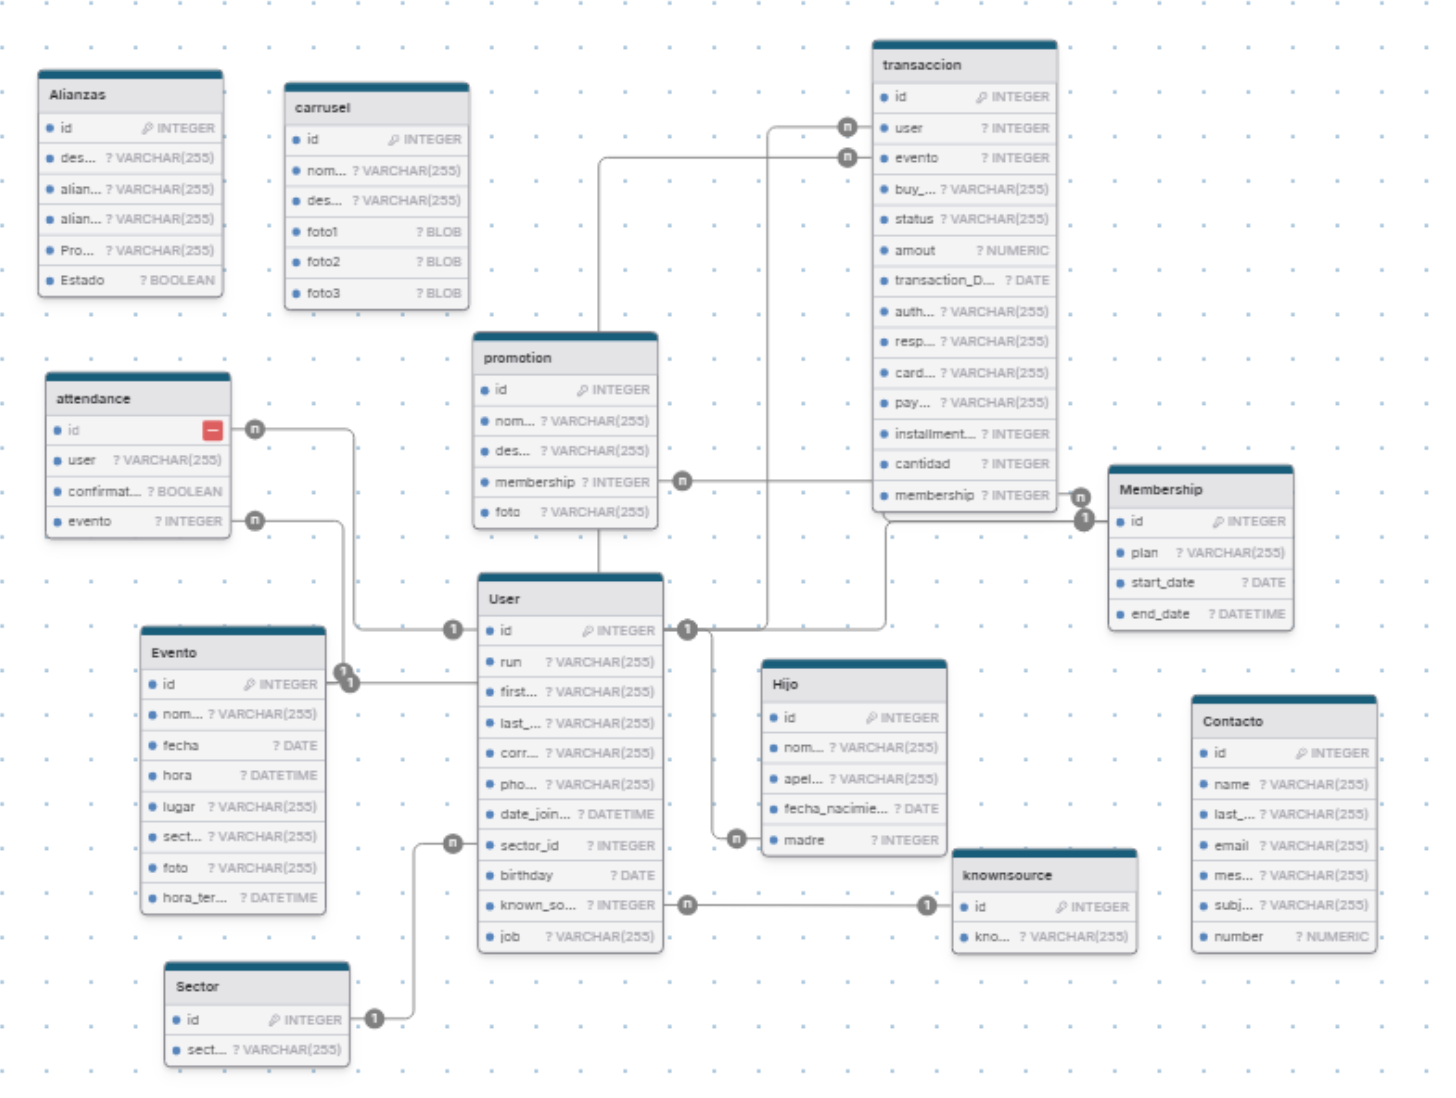 Alianzas
id INTEGER
des... ? VARCHAR(255)
alian... ? VARCHAR(255)
alian... ? VARCHAR(255)
Pro... ? VARCHAR(255)
Estado ? BOOLEAN
carrusel
id INTEGER
nom... ? VARCHAR(255)
des... ? VARCHAR(255)
foto1 ? BLOB
foto2 ? BLOB
foto3 ? BLOB
transaccion
id INTEGER
n user ? INTEGER
n evento ? INTEGER
buy_... ? VARCHAR(255)
status ? VARCHAR(255)
amout ? NUMERIC
transaction_D... ? DATE
auth... ? VARCHAR(255)
resp... ? VARCHAR(255)
card... ? VARCHAR(255)
pay... ? VARCHAR(255)
installment... ? INTEGER
cantidad ? INTEGER
membership ? INTEGER n
promotion
id INTEGER
nom... ? VARCHAR(255)
des... ? VARCHAR(255)
membership ? INTEGER n
foto ? VARCHAR(255)
attendance
id n
user ? VARCHAR(255)
confirmat... ? BOOLEAN
evento ? INTEGER n
Membership
1 id INTEGER
plan ? VARCHAR(255)
start_date ? DATE
end_date ? DATETIME
User
1 id INTEGER 1
run ? VARCHAR(255)
first... ? VARCHAR(255)
last_... ? VARCHAR(255)
corr... ? VARCHAR(255)
pho... ? VARCHAR(255)
date_join... ? DATETIME
n sector_id ? INTEGER
birthday ? DATE
known_so... ? INTEGER n
job ? VARCHAR(255)
Evento
1
id INTEGER 1
nom... ? VARCHAR(255)
fecha ? DATE
hora ? DATETIME
lugar ? VARCHAR(255)
sect... ? VARCHAR(255)
foto ? VARCHAR(255)
hora_ter... ? DATETIME
Hijo
id INTEGER
nom... ? VARCHAR(255)
apel... ? VARCHAR(255)
fecha_nacimie... ? DATE
n madre ? INTEGER
Contacto
id INTEGER
name ? VARCHAR(255)
last_... ? VARCHAR(255)
email ? VARCHAR(255)
mes... ? VARCHAR(255)
subj... ? VARCHAR(255)
number ? NUMERIC
knownsource
1 id INTEGER
kno... ? VARCHAR(255)
Sector
id INTEGER 1
sect... ? VARCHAR(255)